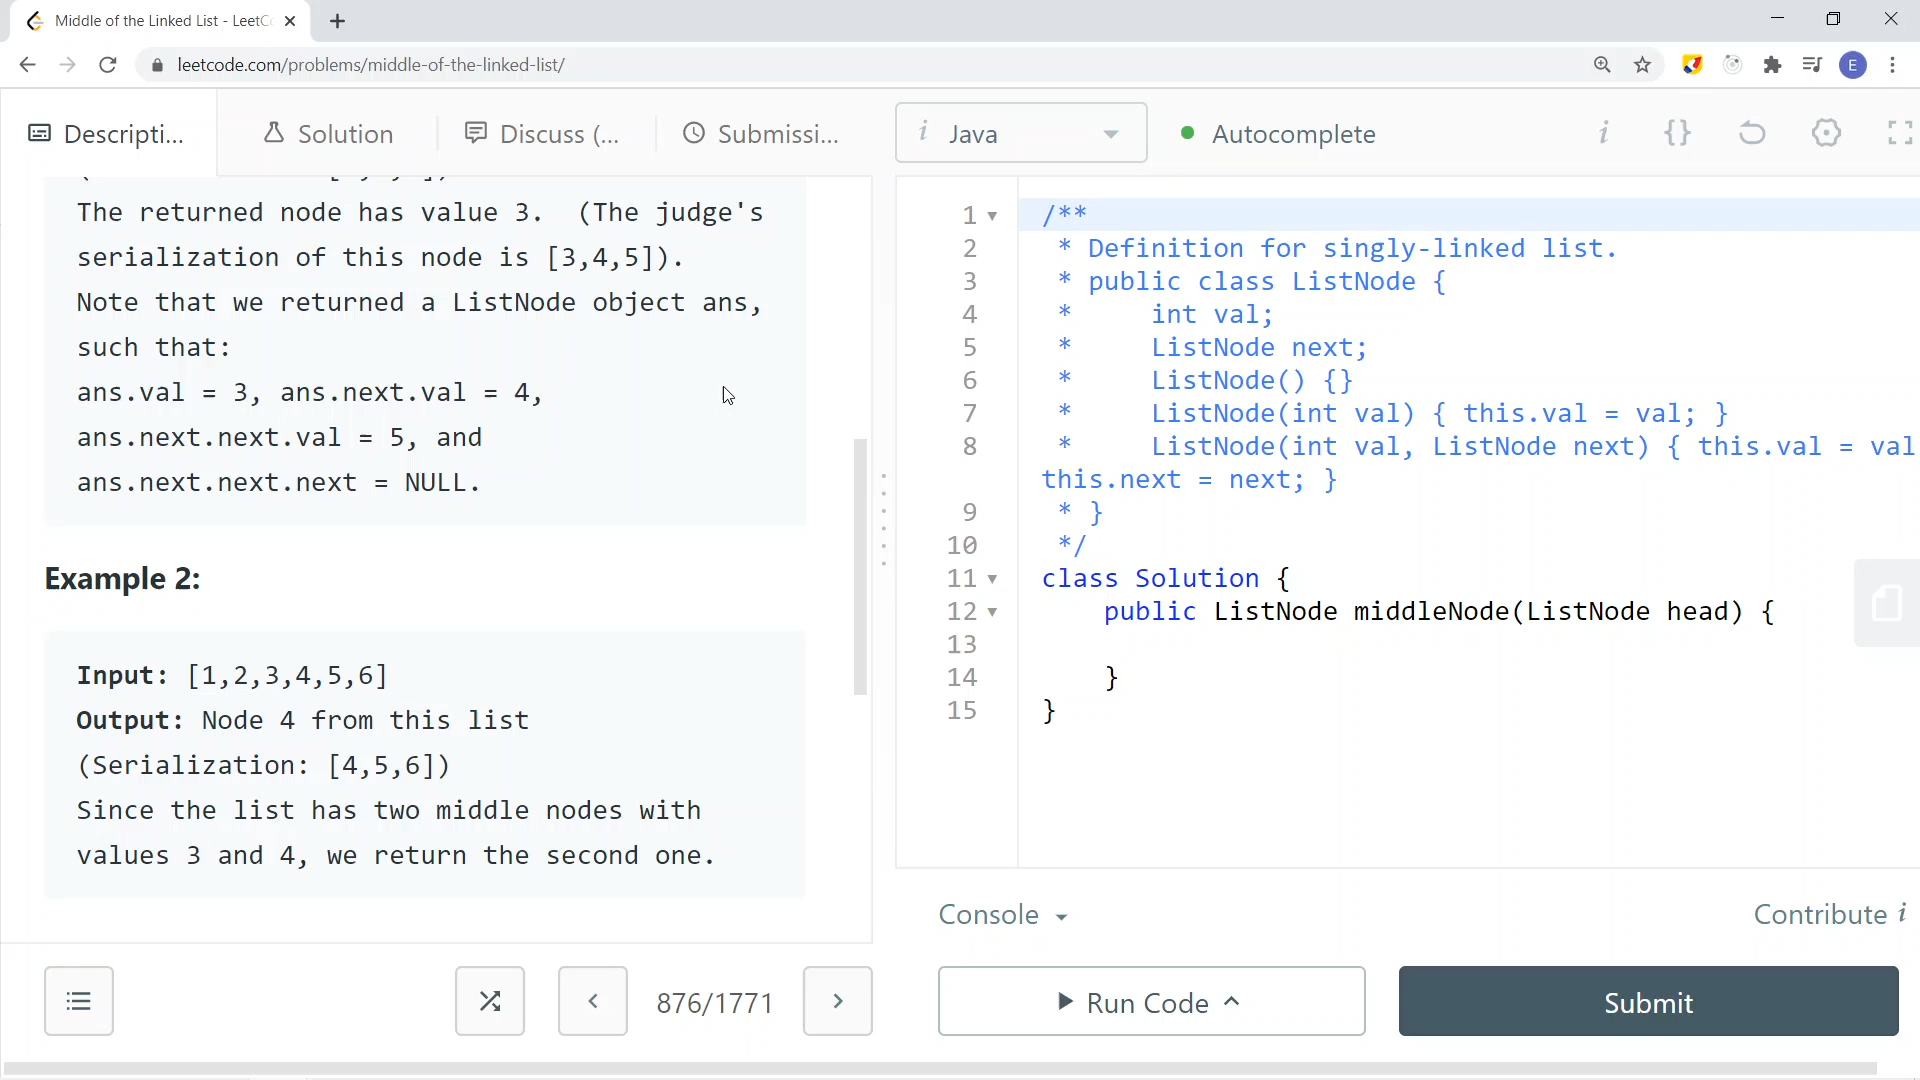 Middle of the Linked List - LeetC
leetcode.com/problems/middle-of-the-linked-list/
E
Descripti...
Solution
Discuss (...
Submissi...
i Java
Autocomplete
i {}
The returned node has value 3.  (The judge's
serialization of this node is [3,4,5]).
Note that we returned a ListNode object ans,
such that:
ans.val = 3, ans.next.val = 4,
ans.next.next.val = 5, and
ans.next.next.next = NULL.
Example 2:
Input: [1,2,3,4,5,6]
Output: Node 4 from this list
(Serialization: [4,5,6])
Since the list has two middle nodes with
values 3 and 4, we return the second one.
876/1771
1 /**
2  * Definition for singly-linked list.
3  * public class ListNode {
4  *     int val;
5  *     ListNode next;
6  *     ListNode() {}
7  *     ListNode(int val) { this.val = val; }
8  *     ListNode(int val, ListNode next) { this.val = val
this.next = next; }
9  * }
10  */
11 class Solution {
12     public ListNode middleNode(ListNode head) {
13
14     }
15 }
Console
Contribute i
Run Code
Submit